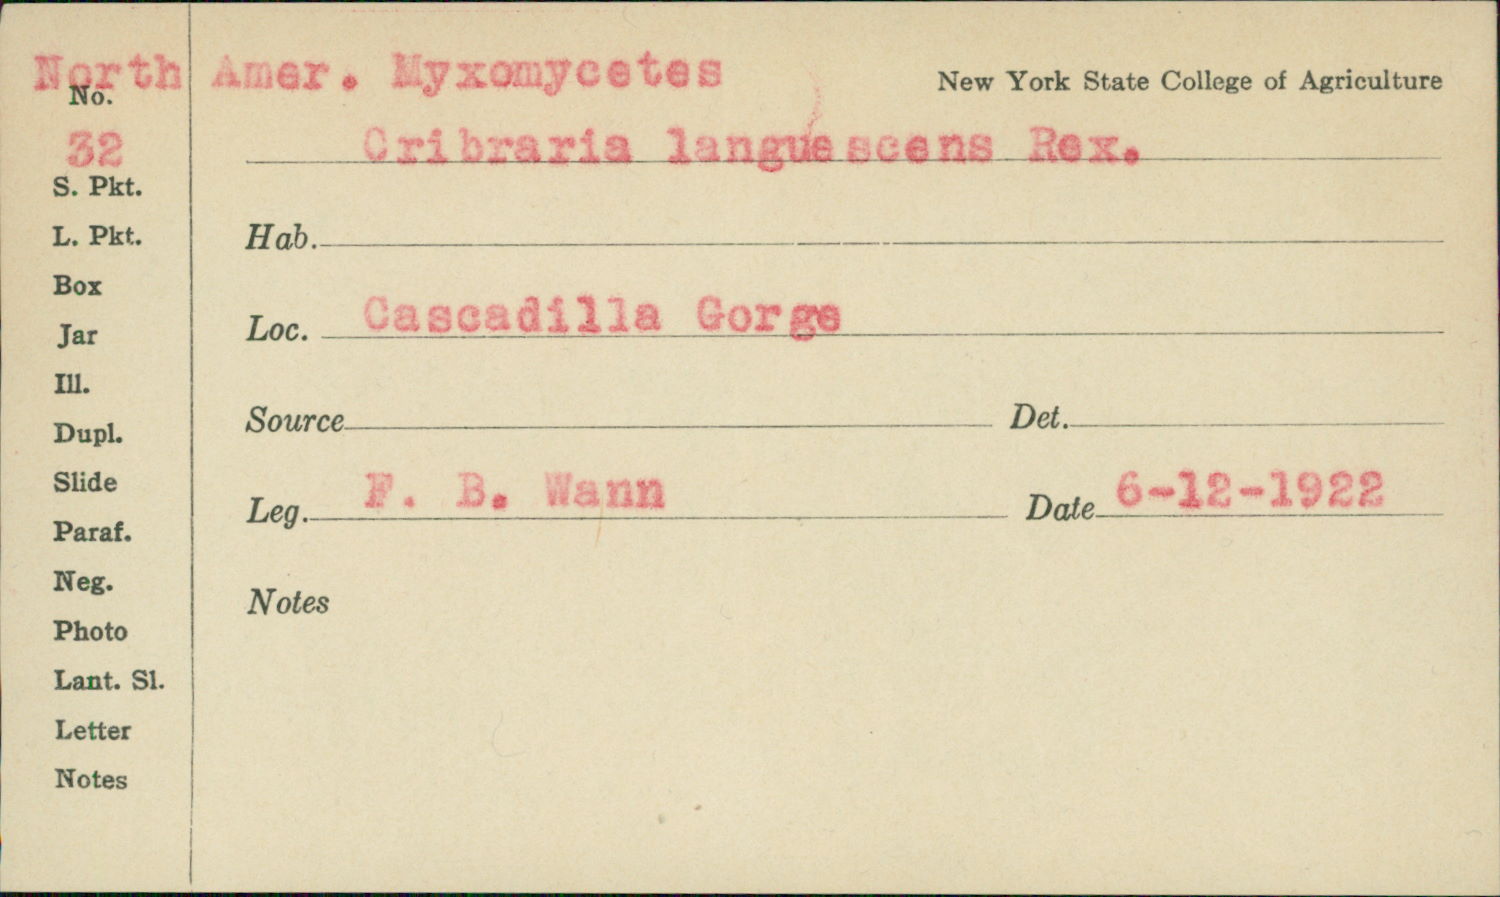 North Amer. Myxomycetes
New York State College of Agriculture
No.
32
Cribraria languescens Rex.
S. Pkt.
L. Pkt.
Hab.
Box
Loc. Cascadilla Gorge
Jar
Ill.
Dupl.
Source Det.
Slide
Leg. F. B. Wann Date 6-12-1922
Paraf.
Neg.
Notes
Photo
Lant. Sl.
Letter
Notes